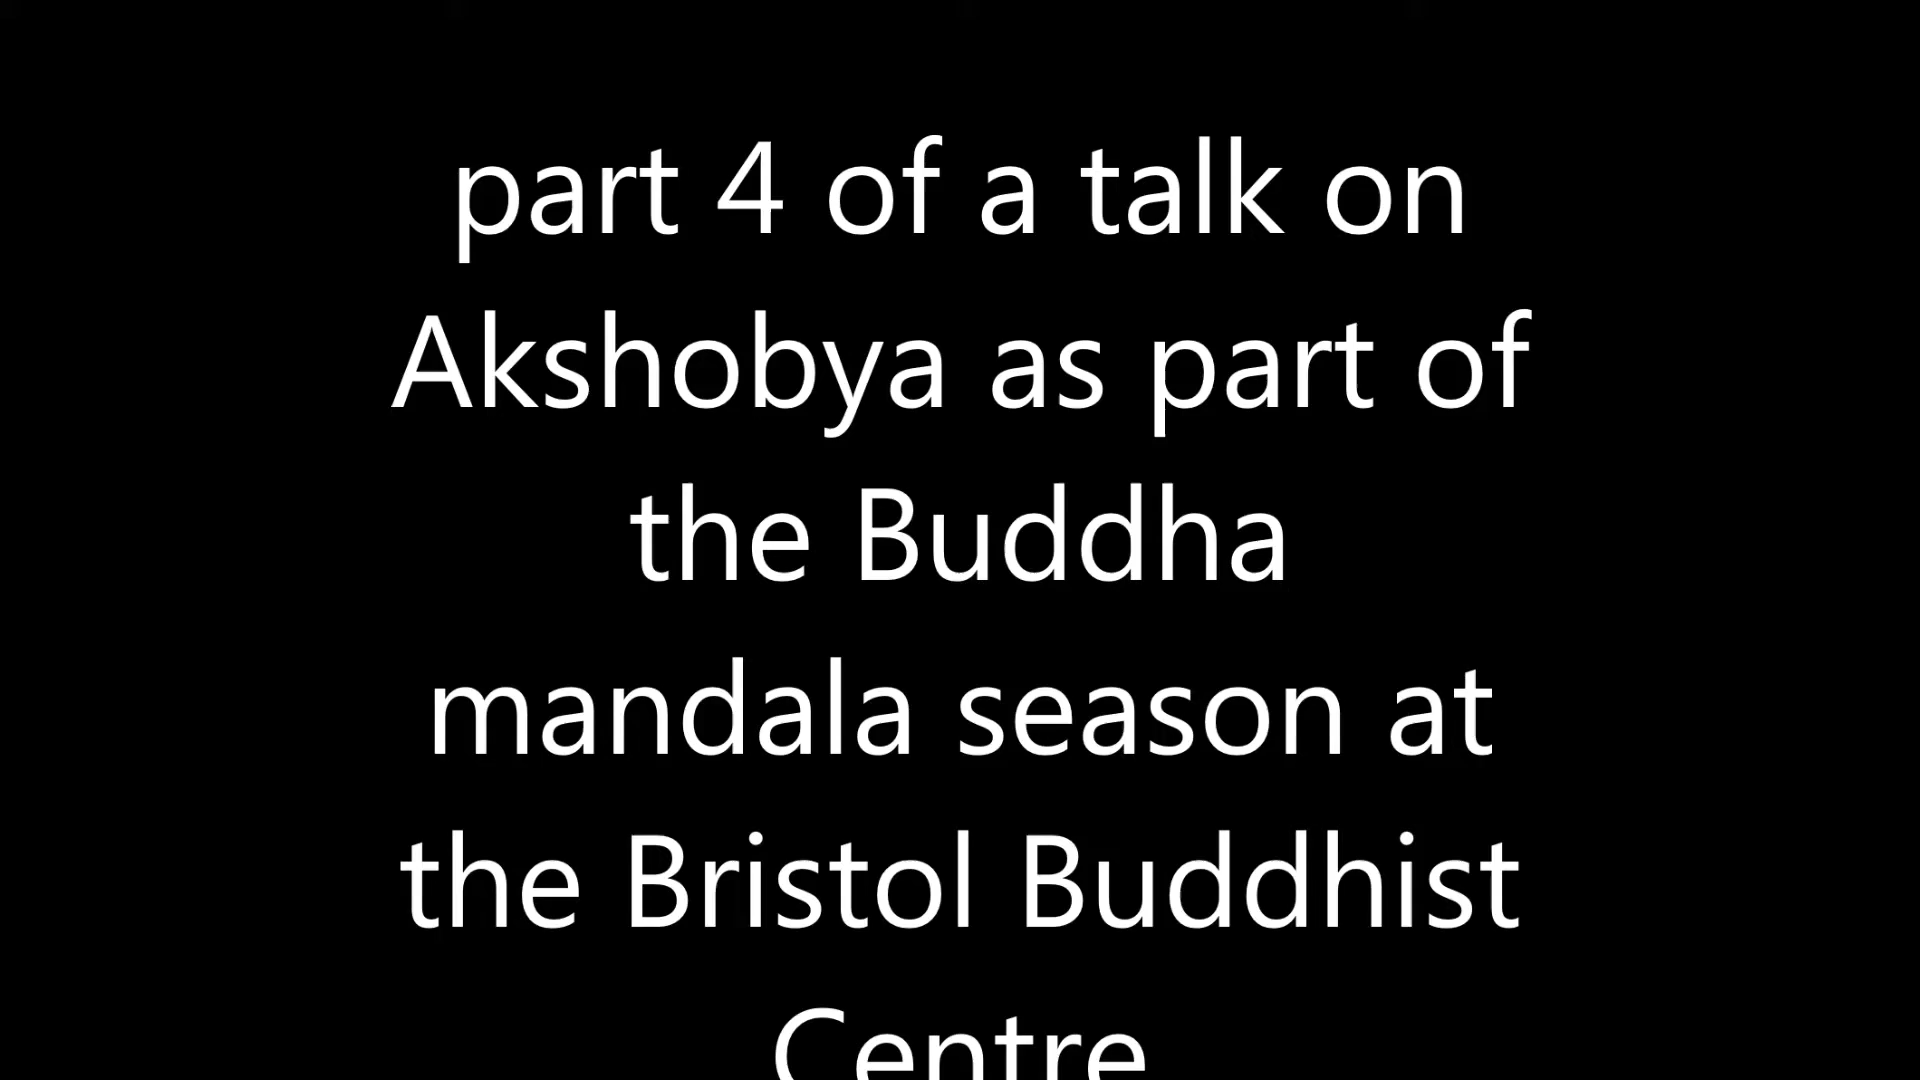 part 4 of a talk on
Akshobya as part of
the Buddha
mandala season at
the Bristol Buddhist
Centre